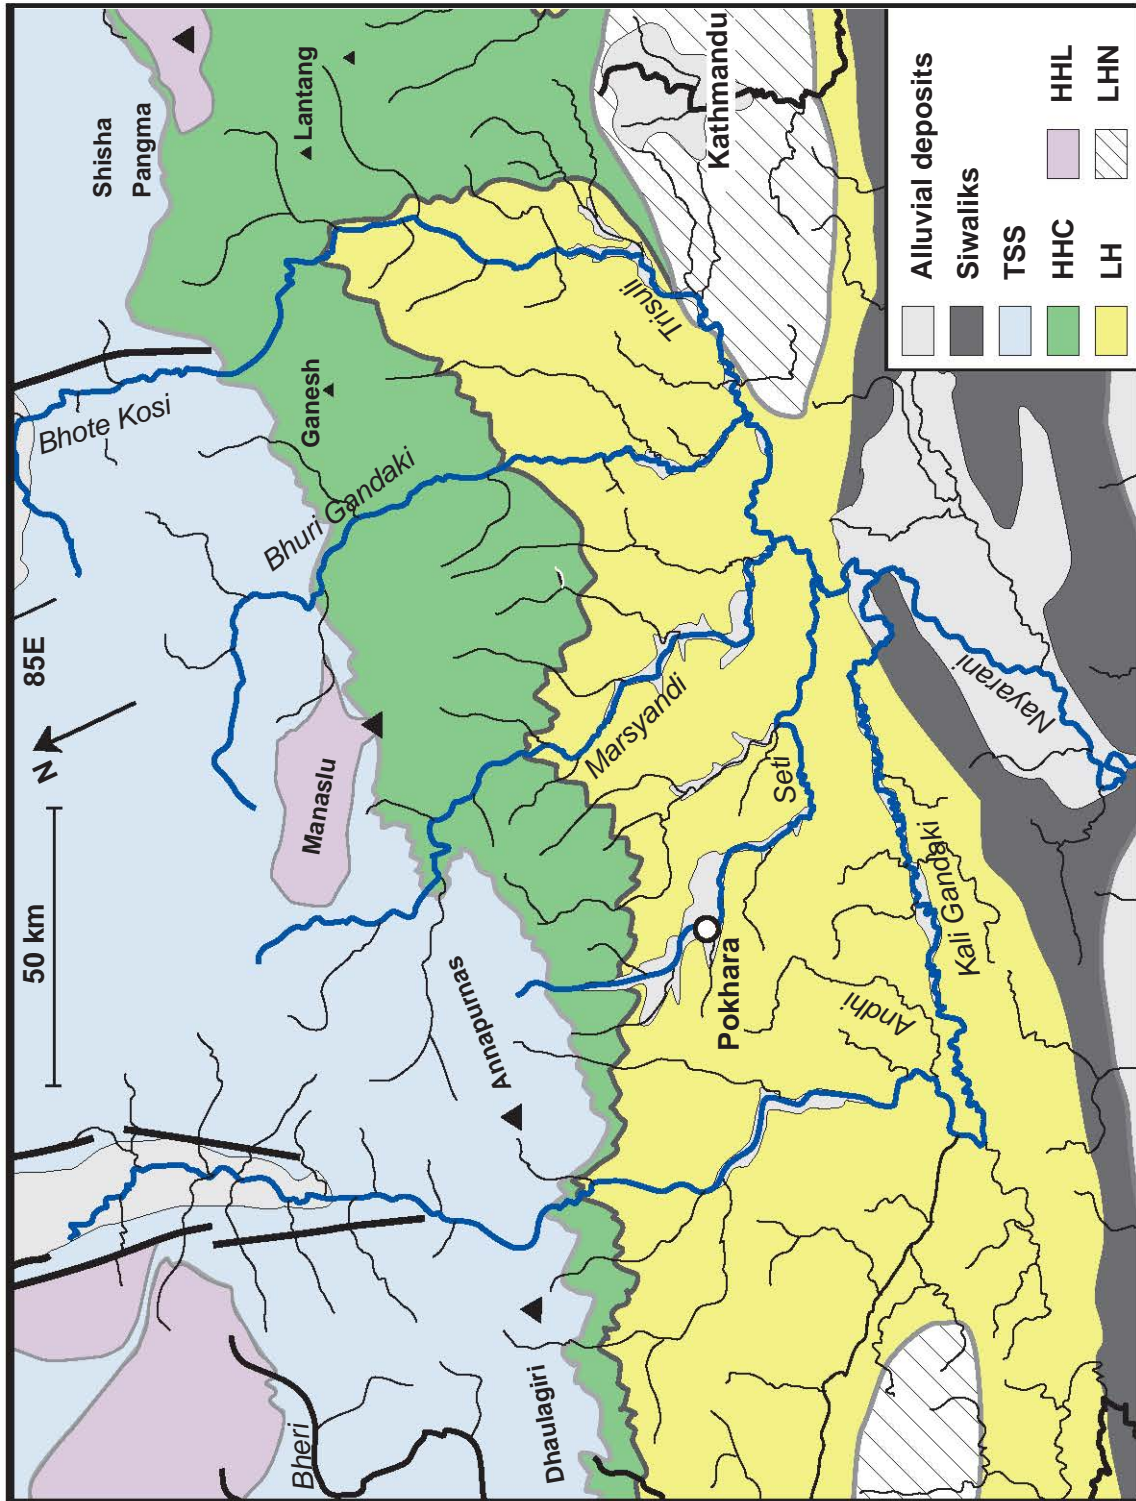 Shisha
Pangma
Lantang
Kathmandu
Bhote Kosi
Ganesh
Trisuli
Bhuri Gandaki
85E
N
Manaslu
Marsyandi
50 km
Annapurnas
Seti
Nayarani
Pokhara
Kali Gandaki
Andhi
Bheri
Dhaulagiri
Alluvial deposits
Siwaliks
TSS
HHC
HHL
LH
LHN